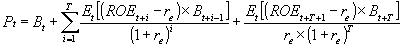 P_t = B_t + \sum_{i=1}^{T} \frac{E_t[(ROE_{t+i} - r_e) \times B_{t+i-1}]}{(1 + r_e)^i} + \frac{E_t[(ROE_{t+T+1} - r_e) \times B_{t+T}]}{r_e \times (1 + r_e)^T}